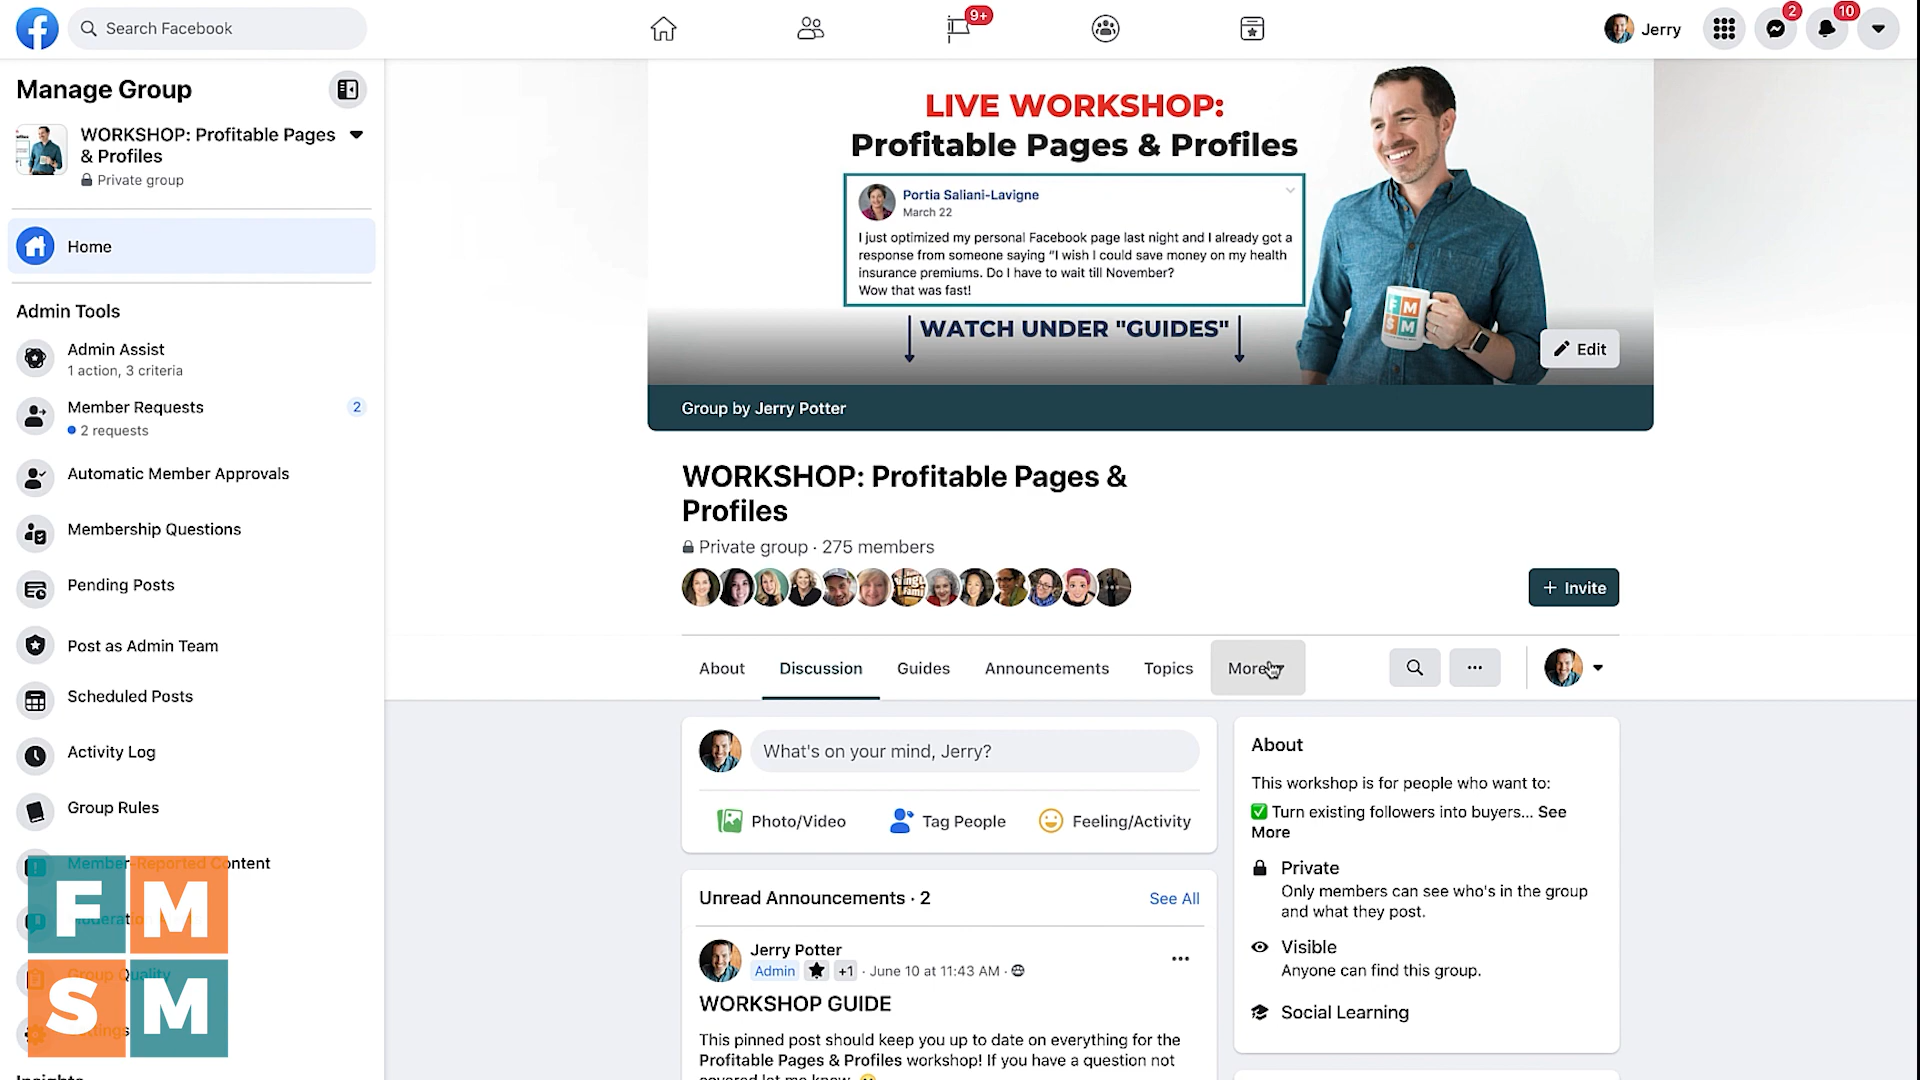 Search Facebook
9+
Jerry
2
10
Manage Group
WORKSHOP: Profitable Pages
& Profiles
Private group
Home
Admin Tools
Admin Assist
1 action, 3 criteria
Member Requests
2
2 requests
Automatic Member Approvals
Membership Questions
Pending Posts
Post as Admin Team
Scheduled Posts
Activity Log
Group Rules
Member-Reported Content
Group Quality
F M
S M
LIVE WORKSHOP:
Profitable Pages & Profiles
Portia Saliani-Lavigne
March 22
I just optimized my personal Facebook page last night and I already got a
response from someone saying "I wish I could save money on my health
insurance premiums. Do I have to wait till November?
Wow that was fast!
WATCH UNDER "GUIDES"
F M
S M
Edit
Group by Jerry Potter
WORKSHOP: Profitable Pages &
Profiles
Private group · 275 members
+ Invite
About
Discussion
Guides
Announcements
Topics
More
What's on your mind, Jerry?
Photo/Video
Tag People
Feeling/Activity
Unread Announcements · 2
See All
Jerry Potter
Admin +1 · June 10 at 11:43 AM ·
WORKSHOP GUIDE
This pinned post should keep you up to date on everything for the
Profitable Pages & Profiles workshop! If you have a question not
About
This workshop is for people who want to:
✅ Turn existing followers into buyers... See
More
Private
Only members can see who's in the group
and what they post.
Visible
Anyone can find this group.
Social Learning